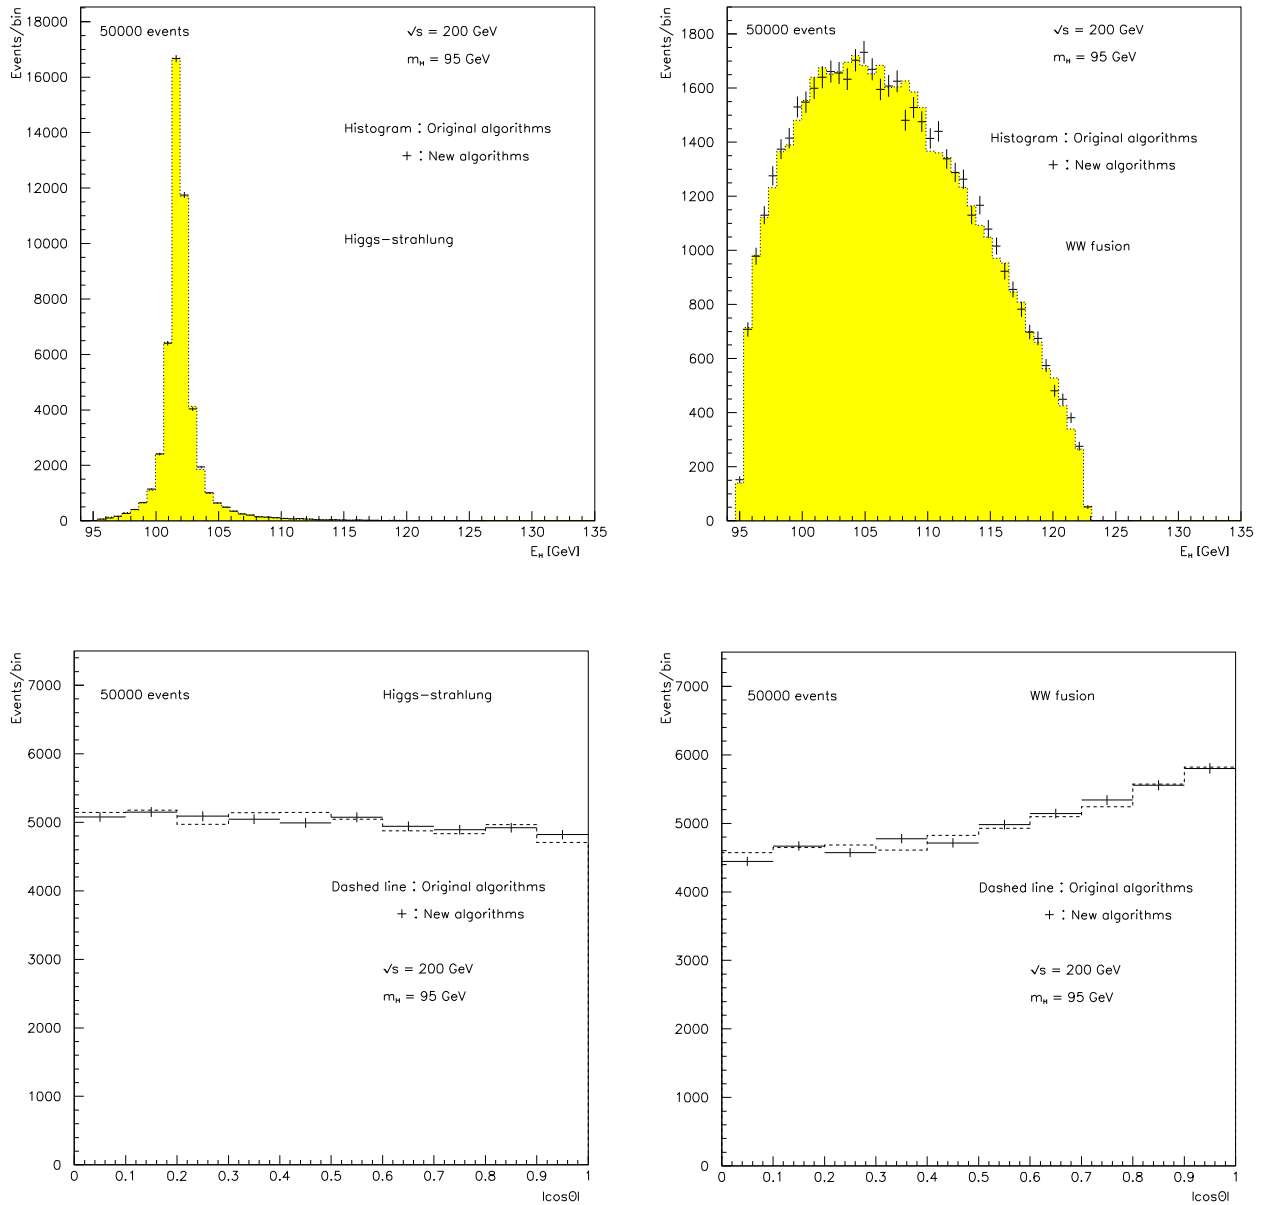 Events/bin
50000 events
√s = 200 GeV
mH = 95 GeV
Histogram : Original algorithms
+ : New algorithms
Higgs-strahlung
18000
16000
14000
12000
10000
8000
6000
4000
2000
0
95 100 105 110 115 120 125 130 135
EH [GeV]
Events/bin
50000 events
√s = 200 GeV
mH = 95 GeV
Histogram : Original algorithms
+ : New algorithms
WW fusion
1800
1600
1400
1200
1000
800
600
400
200
0
95 100 105 110 115 120 125 130 135
EH [GeV]
Events/bin
50000 events
Higgs-strahlung
Dashed line : Original algorithms
+ : New algorithms
√s = 200 GeV
mH = 95 GeV
7000
6000
5000
4000
3000
2000
1000
0
0 0.1 0.2 0.3 0.4 0.5 0.6 0.7 0.8 0.9 1
|cosΘ|
Events/bin
50000 events
WW fusion
Dashed line : Original algorithms
+ : New algorithms
√s = 200 GeV
mH = 95 GeV
7000
6000
5000
4000
3000
2000
1000
0
0 0.1 0.2 0.3 0.4 0.5 0.6 0.7 0.8 0.9 1
|cosΘ|